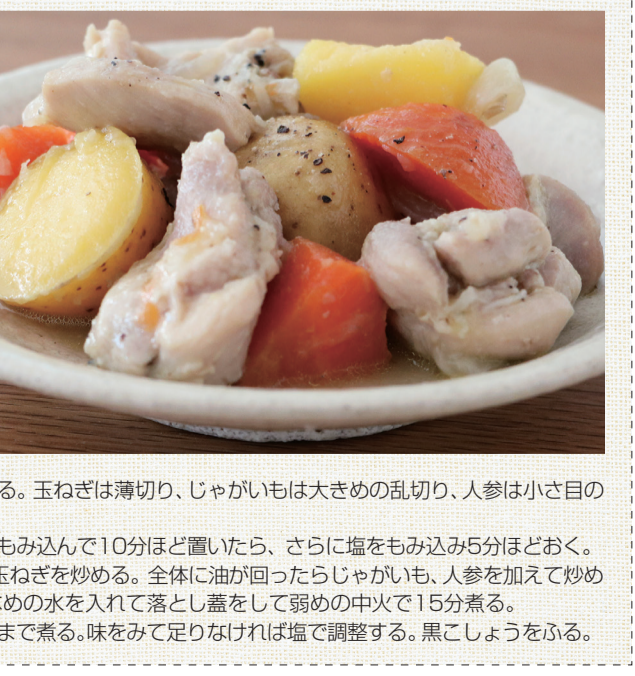 る。玉ねぎは薄切り、じゃがいもは大きめの乱切り、人参は小さ目の
もみ込んで10分ほど置いたら、さらに塩をもみ込み5分ほどおく。
玉ねぎを炒める。全体に油が回ったらじゃがいも、人参を加えて炒め
めの水を入れて落とし蓋をして弱めの中火で15分煮る。
まで煮る。味をみて足りなければ塩で調整する。黒こしょうをふる。